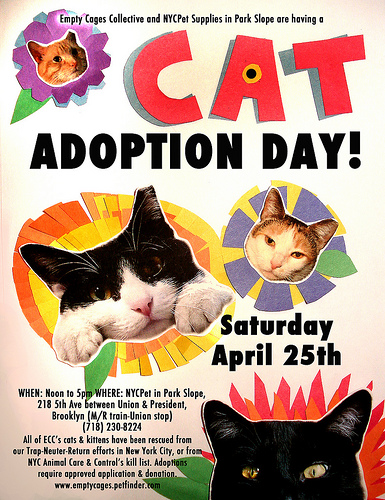 Empty Cages Collective and NYCPet Supplies in Park Slope are having a
CAT
ADOPTION DAY!
Saturday
April 25th
WHEN: Noon to 5pm WHERE: NYCPet in Park Slope,
218 5th Ave between Union & President,
Brooklyn (M/R train-Union stop)
(718) 230-8224
All of ECC's cats & kittens have been rescued from
our Trap-Neuter-Return efforts in New York City, or from
NYC Animal Care & Control's kill list. Adoptions
require approved application & donation.
www.emptycages.petfinder.com